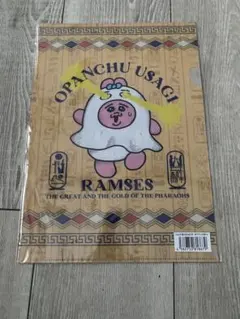 OPANCHU USAGI
RAMSES
THE GREAT AND THE GOLD OF THE PHARAOHS